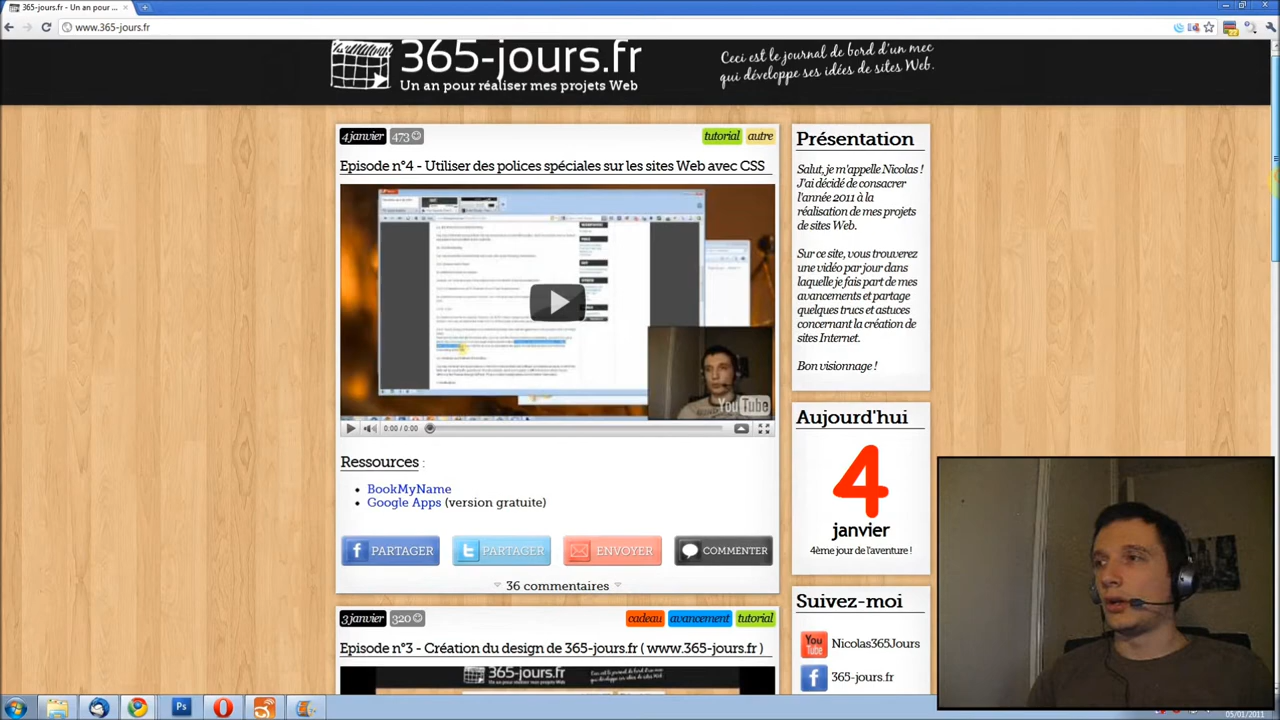 365-jours.fr - Un an pour ...
www.365-jours.fr
365-jours.fr
Un an pour réaliser mes projets Web
Ceci est le journal de bord d'un mec
qui développe ses idées de sites Web.
4 janvier 473 tutorial autre
Episode n°4 - Utiliser des polices spéciales sur les sites Web avec CSS
YouTube
0:00 / 0:00
Ressources :
BookMyName
Google Apps (version gratuite)
PARTAGER PARTAGER ENVOYER COMMENTER
36 commentaires
3 janvier 320 cadeau avancement tutorial
Episode n°3 - Création du design de 365-jours.fr ( www.365-jours.fr )
365-jours.fr
Présentation
Salut, je m'appelle Nicolas !
J'ai décidé de consacrer
l'année 2011 à la
réalisation de mes projets
de sites Web.
Sur ce site, vous trouverez
une vidéo par jour dans
laquelle je fais part de mes
avancements et partage
quelques trucs et astuces
concernant la création de
sites Internet.
Bon visionnage !
Aujourd'hui
4
janvier
4ème jour de l'aventure !
Suivez-moi
You Tube Nicolas365Jours
365-jours.fr
Ps
05/01/2011